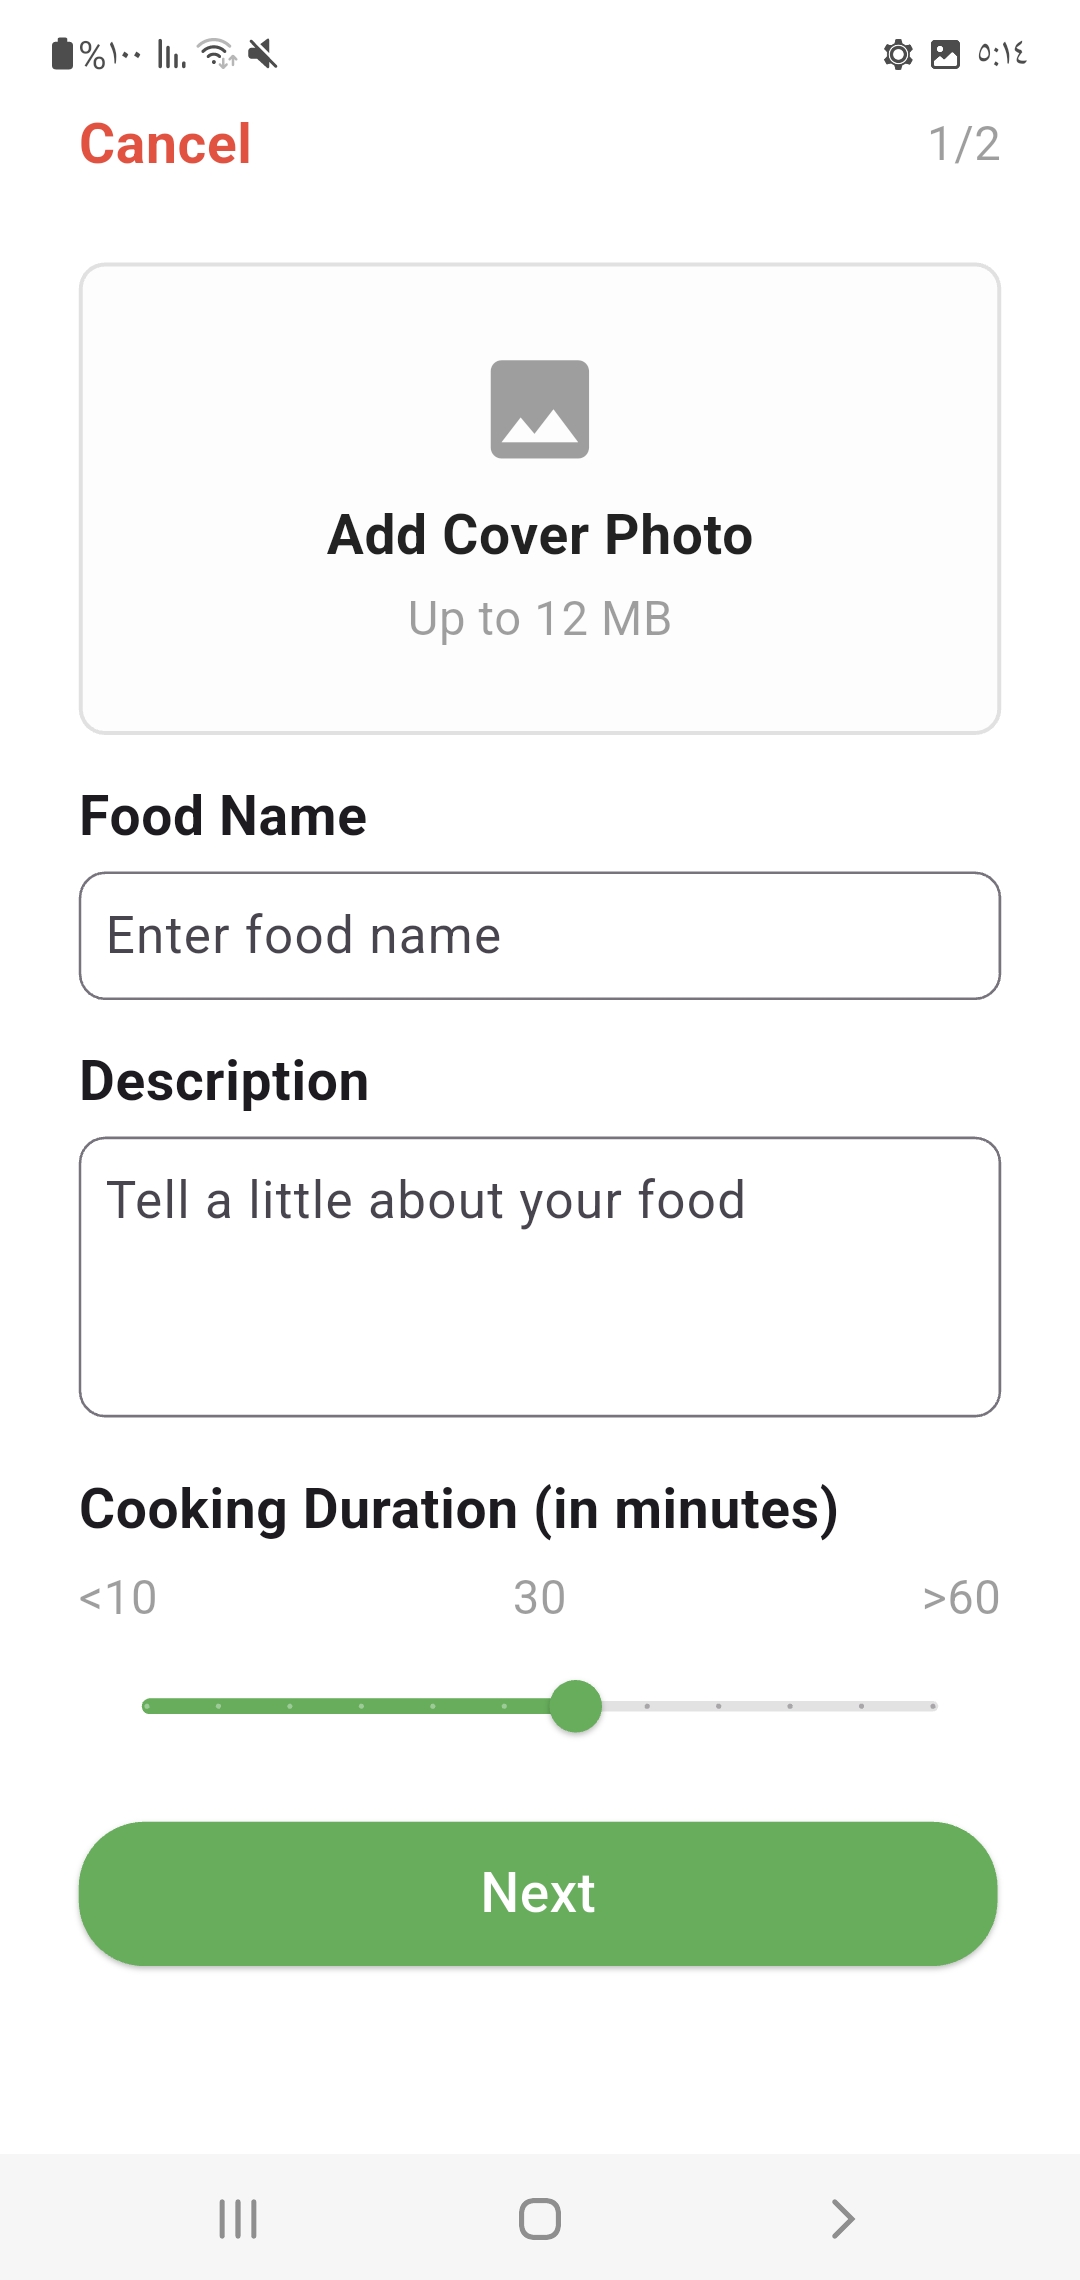 %١٠٠
٥:١٤
Cancel
1/2
Add Cover Photo
Up to 12 MB
Food Name
Enter food name
Description
Tell a little about your food
Cooking Duration (in minutes)
<10 30 >60
Next